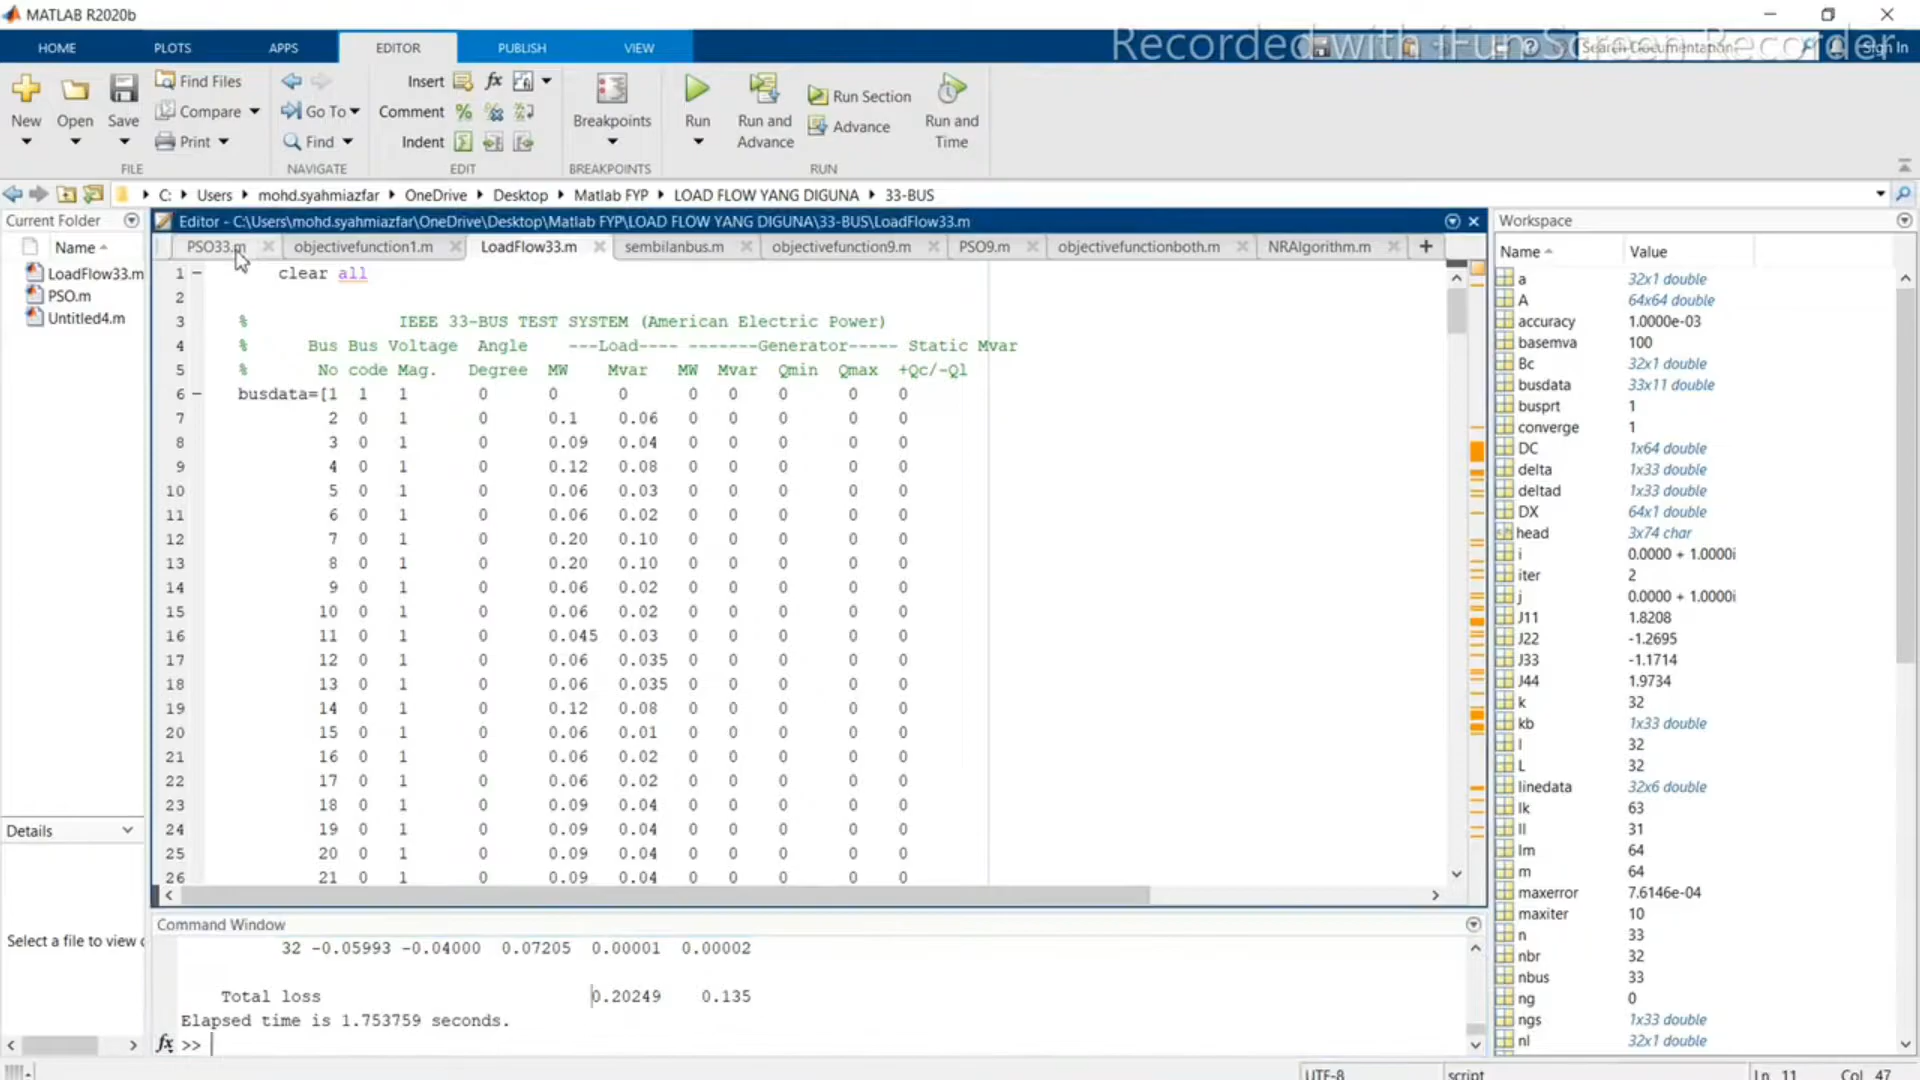 MATLAB R2020b
Recorded with iFun Screen Recorder
HOME PLOTS APPS EDITOR PUBLISH VIEW Search Documentation Sign In
New Open Save Find Files Compare Print
FILE
Go To Find
NAVIGATE
Insert fx
Comment
Indent
EDIT
Breakpoints
BREAKPOINTS
Run Run and Advance Run Section Advance Run and Time
RUN
C: Users mohd.syahmiazfar OneDrive Desktop Matlab FYP LOAD FLOW YANG DIGUNA 33-BUS
Current Folder
Name
LoadFlow33.m
PSO.m
Untitled4.m
Details
Select a file to view
Editor - C:\Users\mohd.syahmiazfar\OneDrive\Desktop\Matlab FYP\LOAD FLOW YANG DIGUNA\33-BUS\LoadFlow33.m
PSO33.m objectivefunction1.m LoadFlow33.m sembilanbus.m objectivefunction9.m PSO9.m objectivefunctionboth.m NRAlgorithm.m +
1 – clear all
2
3 % IEEE 33-BUS TEST SYSTEM (American Electric Power)
4 % Bus Bus Voltage Angle ---Load---- -------Generator----- Static Mvar
5 % No code Mag. Degree MW Mvar MW Mvar Qmin Qmax +Qc/-Ql
6 – busdata=[1 1 1 0 0 0 0 0 0 0 0
7 2 0 1 0 0.1 0.06 0 0 0 0 0
8 3 0 1 0 0.09 0.04 0 0 0 0 0
9 4 0 1 0 0.12 0.08 0 0 0 0 0
10 5 0 1 0 0.06 0.03 0 0 0 0 0
11 6 0 1 0 0.06 0.02 0 0 0 0 0
12 7 0 1 0 0.20 0.10 0 0 0 0 0
13 8 0 1 0 0.20 0.10 0 0 0 0 0
14 9 0 1 0 0.06 0.02 0 0 0 0 0
15 10 0 1 0 0.06 0.02 0 0 0 0 0
16 11 0 1 0 0.045 0.03 0 0 0 0 0
17 12 0 1 0 0.06 0.035 0 0 0 0 0
18 13 0 1 0 0.06 0.035 0 0 0 0 0
19 14 0 1 0 0.12 0.08 0 0 0 0 0
20 15 0 1 0 0.06 0.01 0 0 0 0 0
21 16 0 1 0 0.06 0.02 0 0 0 0 0
22 17 0 1 0 0.06 0.02 0 0 0 0 0
23 18 0 1 0 0.09 0.04 0 0 0 0 0
24 19 0 1 0 0.09 0.04 0 0 0 0 0
25 20 0 1 0 0.09 0.04 0 0 0 0 0
26 21 0 1 0 0.09 0.04 0 0 0 0 0
Command Window
32 -0.05993 -0.04000 0.07205 0.00001 0.00002
Total loss 0.20249 0.135
Elapsed time is 1.753759 seconds.
fx >>
Workspace
Name Value
a 32x1 double
A 64x64 double
accuracy 1.0000e-03
basemva 100
Bc 32x1 double
busdata 33x11 double
busprt 1
converge 1
DC 1x64 double
delta 1x33 double
deltad 1x33 double
DX 64x1 double
head 3x74 char
i 0.0000 + 1.0000i
iter 2
j 0.0000 + 1.0000i
J11 1.8208
J22 -1.2695
J33 -1.1714
J44 1.9734
k 32
kb 1x33 double
l 32
L 32
linedata 32x6 double
lk 63
ll 31
lm 64
m 64
maxerror 7.6146e-04
maxiter 10
n 33
nbr 32
nbus 33
ng 0
ngs 1x33 double
nl 32x1 double
UTF-8 script Ln 11 Col 47